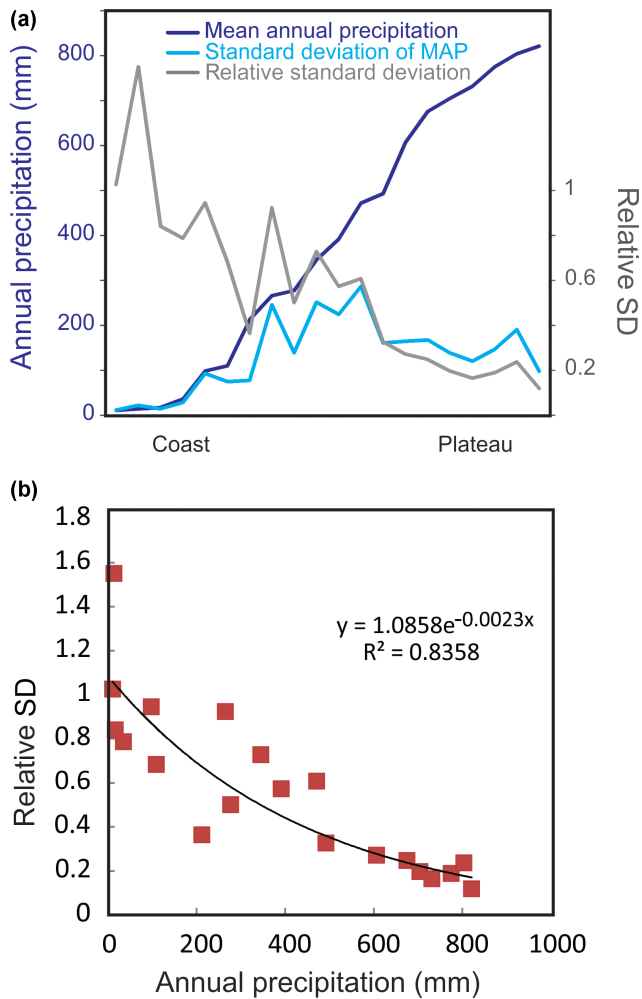 (a)
Mean annual precipitation
Standard deviation of MAP
Relative standard deviation
Annual precipitation (mm)
800
600
400
200
0
1
0.6
0.2
Relative SD
Coast
Plateau
(b)
Relative SD
1.8
1.6
1.4
1.2
1
0.8
0.6
0.4
0.2
0
y = 1.0858e^-0.0023x
R² = 0.8358
0
200
400
600
800
1000
Annual precipitation (mm)